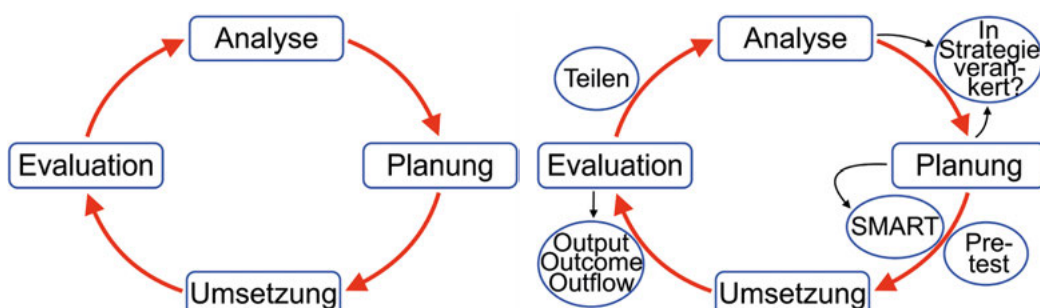 Analyse
Evaluation
Planung
Umsetzung
Analyse
In
Strategie
veran-
kert?
Teilen
Evaluation
Planung
SMART
Pre-
test
Output
Outcome
Outflow
Umsetzung